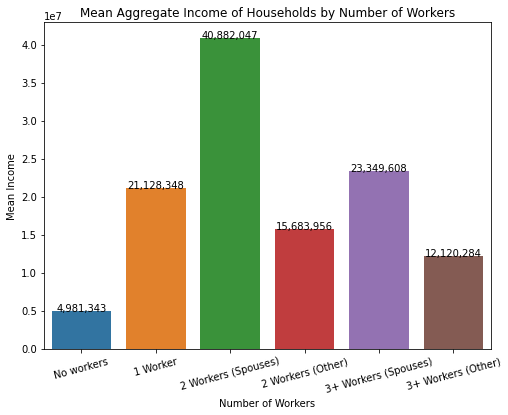 Mean Aggregate Income of Households by Number of Workers
1e7
4.0
3.5
3.0
2.5
2.0
1.5
1.0
0.5
0.0
Mean Income
4,981,343
21,128,348
40,882,047
15,683,956
23,349,608
12,120,284
No workers
1 Worker
2 Workers (Spouses)
2 Workers (Other)
3+ Workers (Spouses)
3+ Workers (Other)
Number of Workers